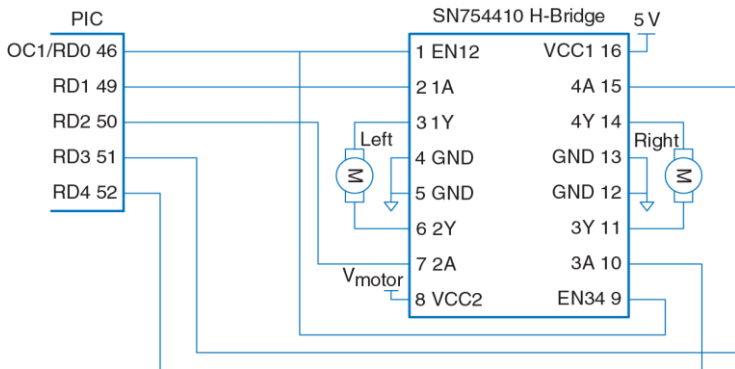 PIC
SN754410 H-Bridge
5 V
OC1/RD0 46
1 EN12
VCC1 16
RD1 49
2 1A
4A 15
RD2 50
3 1Y
4Y 14
Left
Right
RD3 51
4 GND
GND 13
M
M
RD4 52
5 GND
GND 12
6 2Y
3Y 11
7 2A
3A 10
Vmotor
8 VCC2
EN34 9